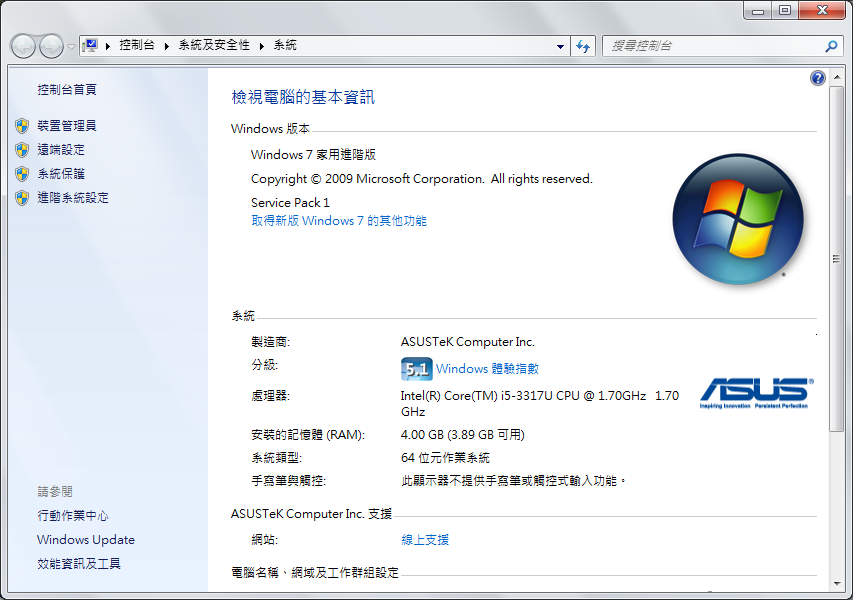 控制台 系統及安全性 系統
搜尋控制台
控制台首頁
裝置管理員
遠端設定
系統保護
進階系統設定
請參閱
行動作業中心
Windows Update
效能資訊及工具
檢視電腦的基本資訊
Windows 版本
Windows 7 家用進階版
Copyright © 2009 Microsoft Corporation. All rights reserved.
Service Pack 1
取得新版 Windows 7 的其他功能
系統
製造商: ASUSTeK Computer Inc.
分級: 5.1 Windows 體驗指數
處理器: Intel(R) Core(TM) i5-3317U CPU @ 1.70GHz 1.70
GHz
安裝的記憶體 (RAM): 4.00 GB (3.89 GB 可用)
系統類型: 64 位元作業系統
手寫筆與觸控: 此顯示器不提供手寫筆或觸控式輸入功能。
ASUS®
Inspiring Innovation Persistent Perfection
ASUSTeK Computer Inc. 支援
網站: 線上支援
電腦名稱、網域及工作群組設定